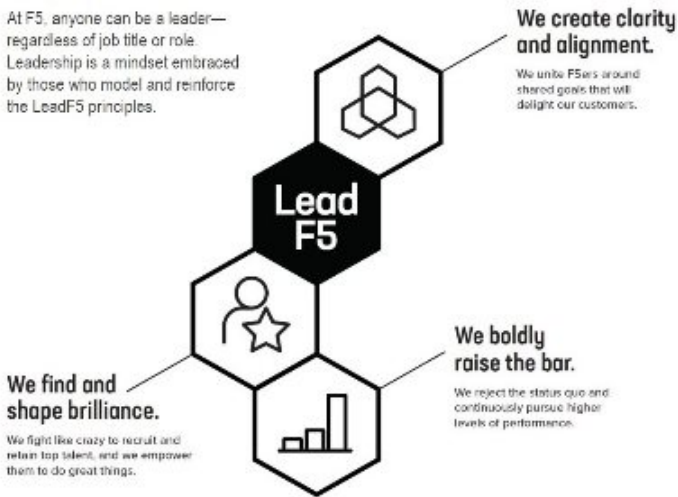 At F5, anyone can be a leader—
regardless of job title or role.
Leadership is a mindset embraced
by those who model and reinforce
the LeadF5 principles.
We create clarity
and alignment.
We unite F5ers around
shared goals that will
delight our customers.
Lead
F5
We boldly
raise the bar.
We reject the status quo and
continuously pursue higher
levels of performance.
We find and
shape brilliance.
We fight like crazy to recruit and
retain top talent, and we empower
them to do great things.